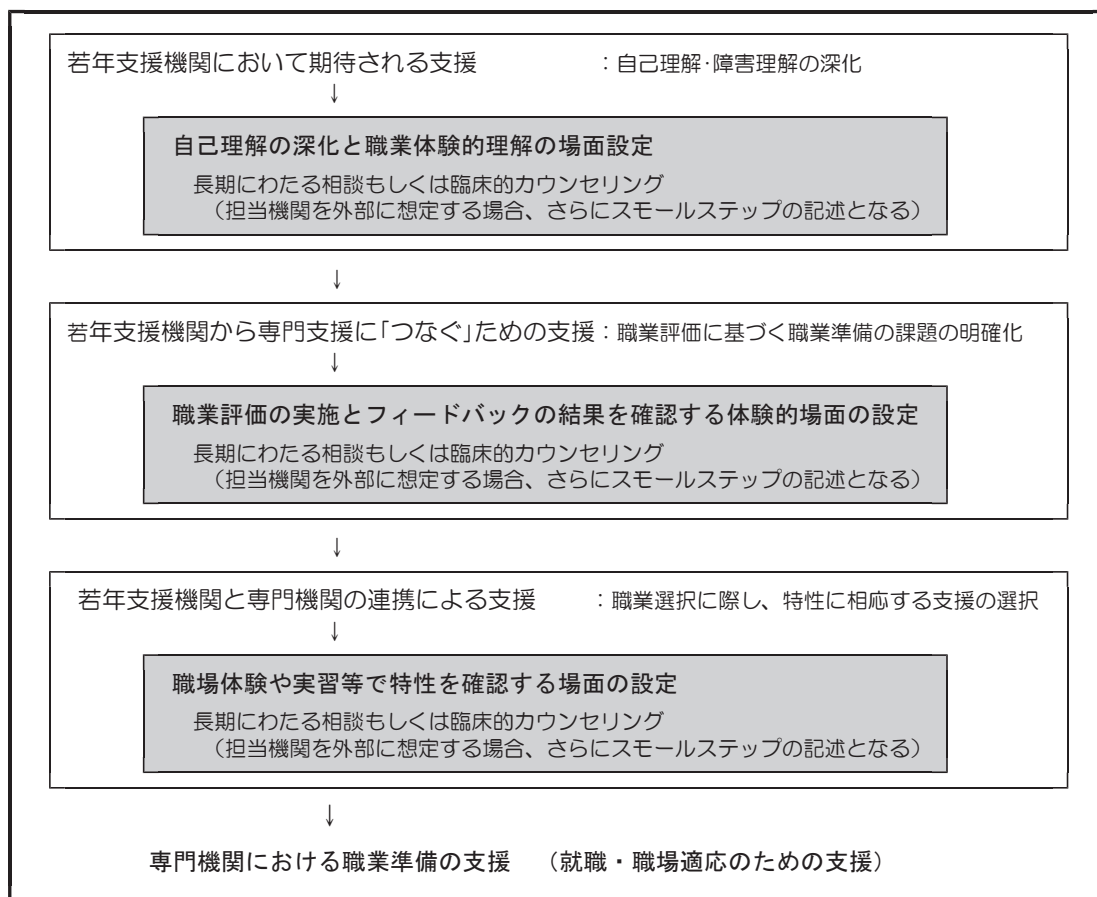 若年支援機関において期待される支援　：自己理解・障害理解の深化
↓
自己理解の深化と職業体験的理解の場面設定
長期にわたる相談もしくは臨床的カウンセリング
（担当機関を外部に想定する場合、さらにスモールステップの記述となる）
↓
若年支援機関から専門支援に「つなぐ」ための支援：職業評価に基づく職業準備の課題の明確化
↓
職業評価の実施とフィードバックの結果を確認する体験的場面の設定
長期にわたる相談もしくは臨床的カウンセリング
（担当機関を外部に想定する場合、さらにスモールステップの記述となる）
↓
若年支援機関と専門機関の連携による支援　：職業選択に際し、特性に相応する支援の選択
↓
職場体験や実習等で特性を確認する場面の設定
長期にわたる相談もしくは臨床的カウンセリング
（担当機関を外部に想定する場合、さらにスモールステップの記述となる）
↓
専門機関における職業準備の支援　（就職・職場適応のための支援）